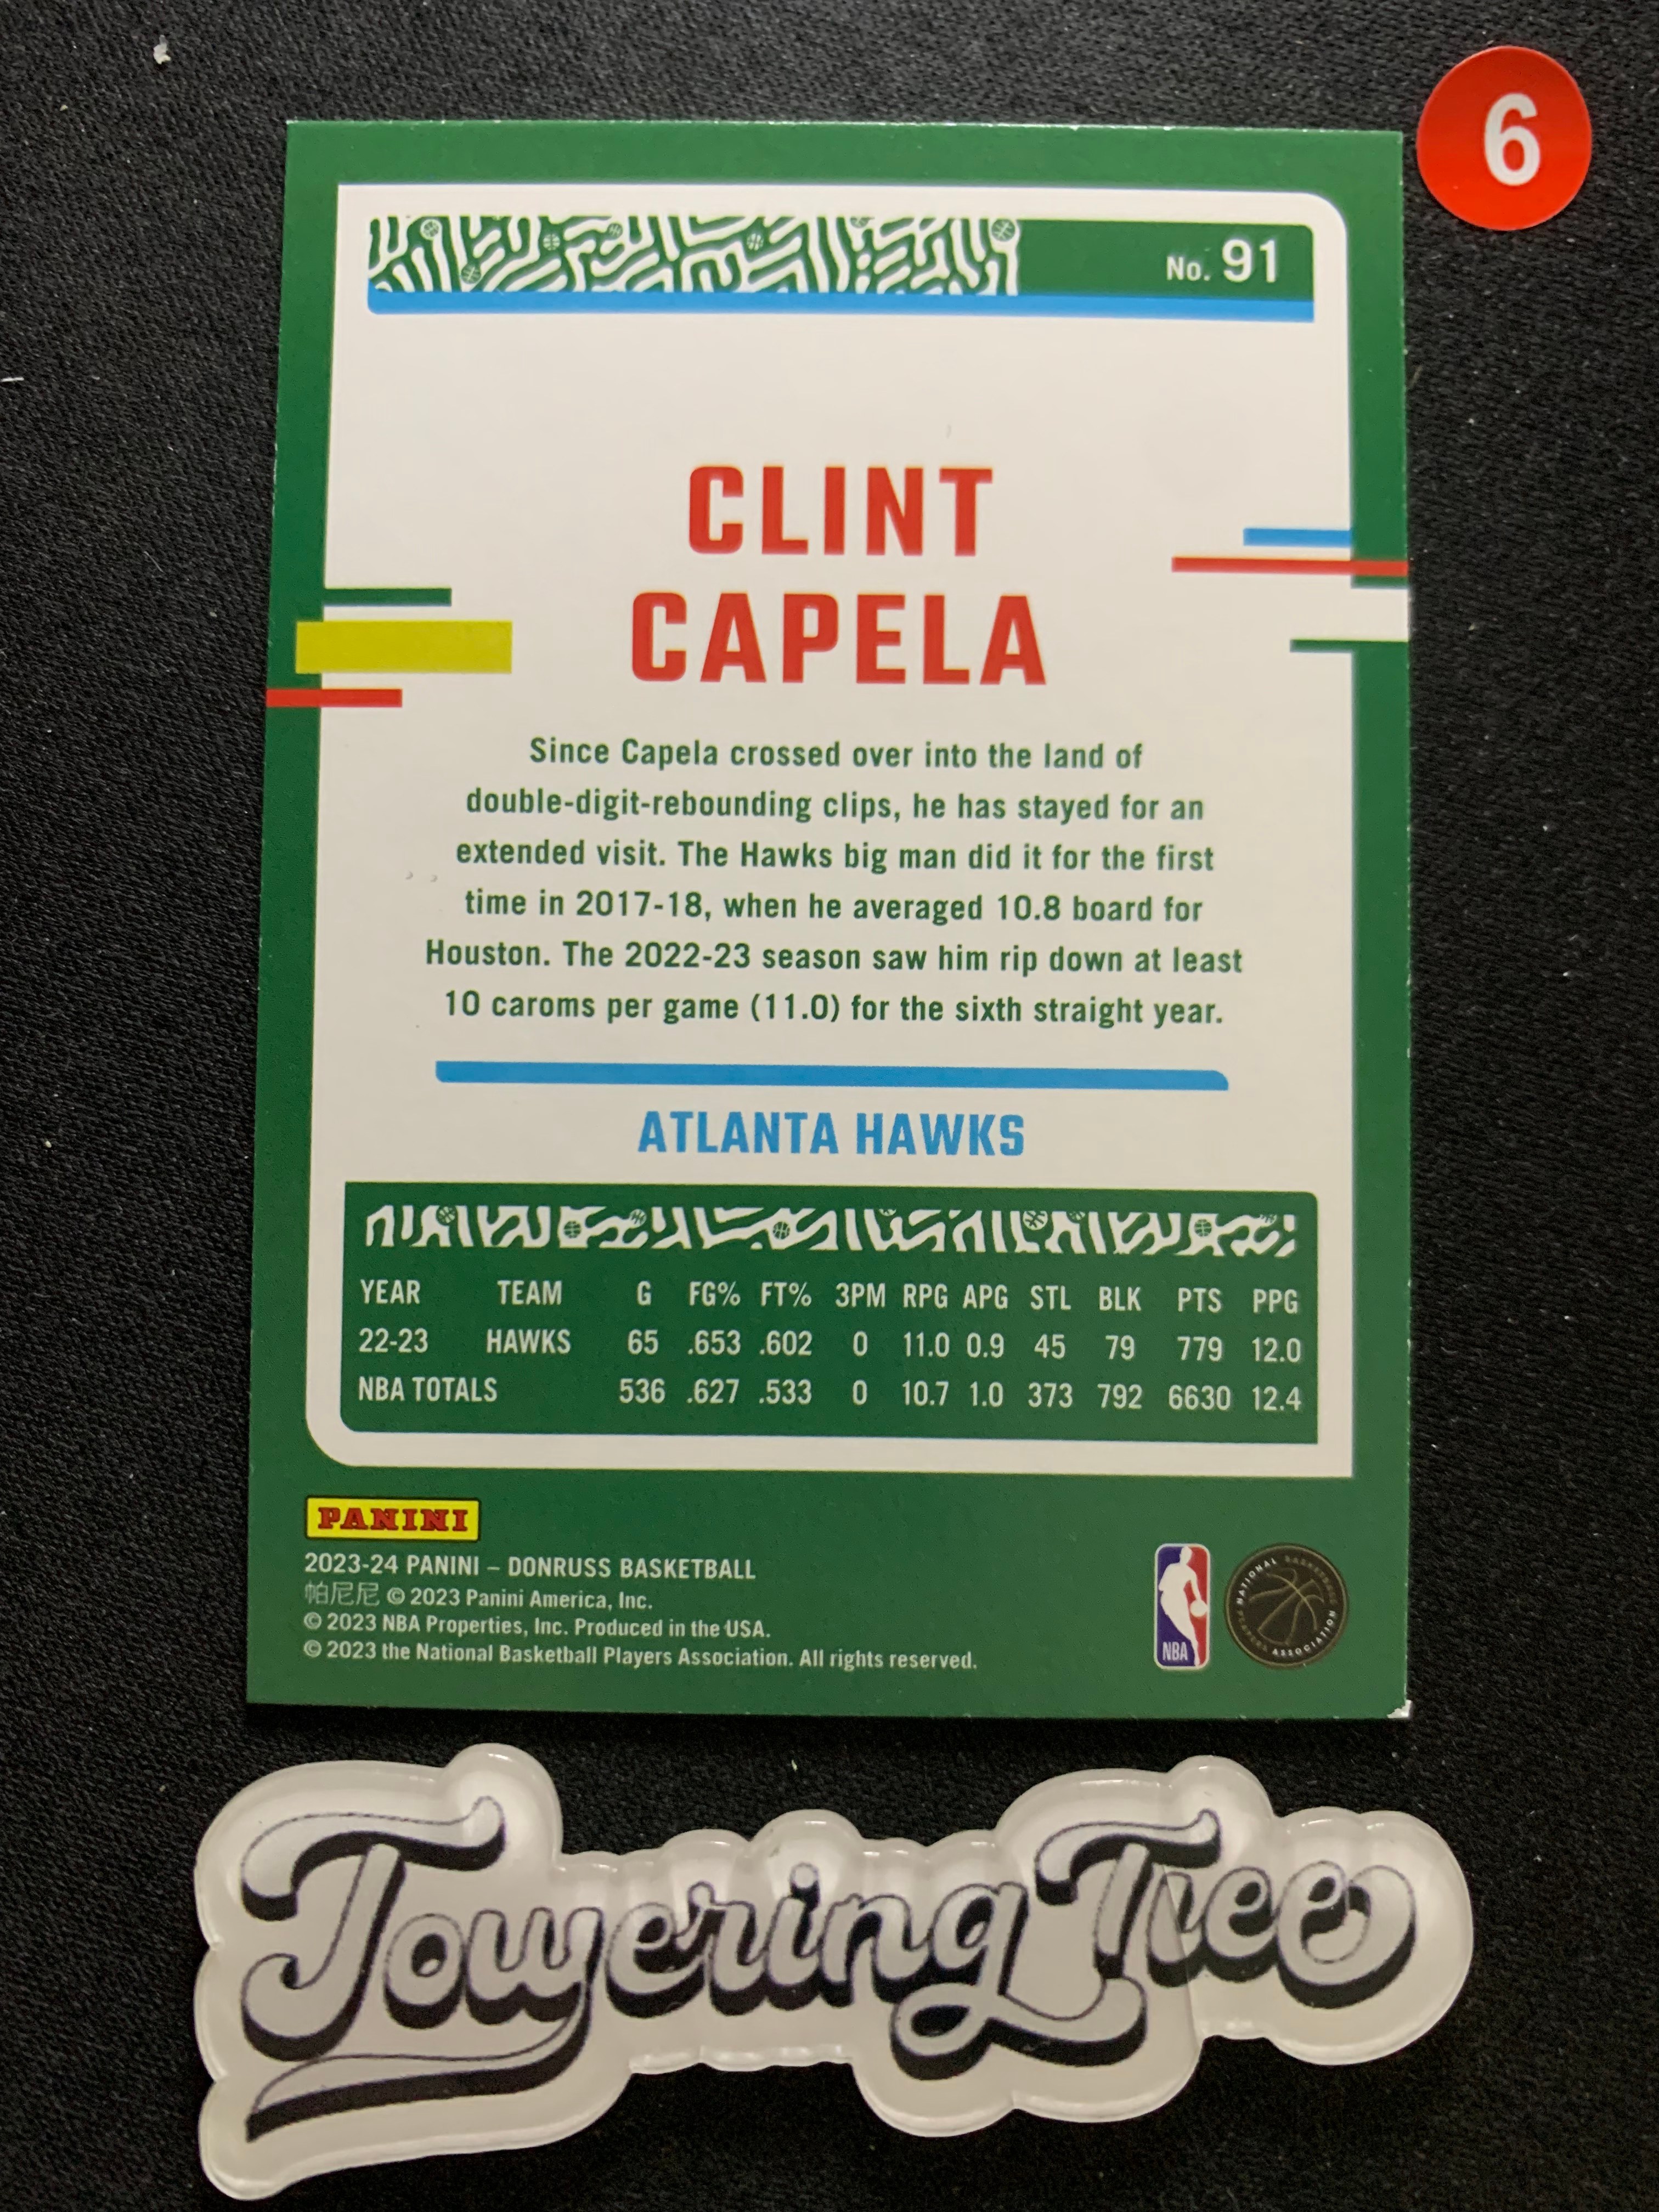 6
No. 91
CLINT
CAPELA
Since Capela crossed over into the land of
double-digit-rebounding clips, he has stayed for an
extended visit. The Hawks big man did it for the first
time in 2017-18, when he averaged 10.8 board for
Houston. The 2022-23 season saw him rip down at least
10 caroms per game (11.0) for the sixth straight year.
ATLANTA HAWKS
YEAR TEAM G FG% FT% 3PM RPG APG STL BLK PTS PPG
22-23 HAWKS 65 .653 .602 0 11.0 0.9 45 79 779 12.0
NBA TOTALS 536 .627 .533 0 10.7 1.0 373 792 6630 12.4
PANINI
2023-24 PANINI – DONRUSS BASKETBALL
帕尼尼 © 2023 Panini America, Inc.
© 2023 NBA Properties, Inc. Produced in the USA.
© 2023 the National Basketball Players Association. All rights reserved.
NBA
NATIONAL BASKETBALL PLAYERS ASSOCIATION
Towering Tree